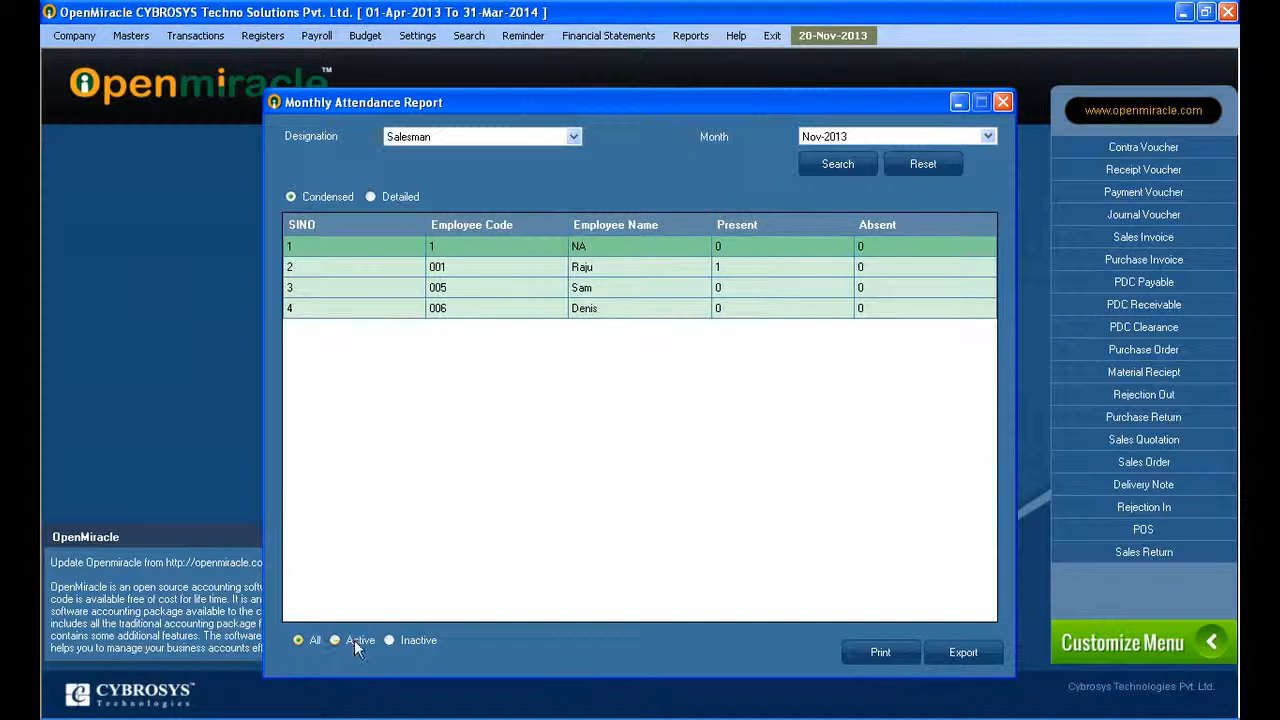 OpenMiracle CYBROSYS Techno Solutions Pvt. Ltd. [ 01-Apr-2013 To 31-Mar-2014 ]
Company Masters Transactions Registers Payroll Budget Settings Search Reminder Financial Statements Reports Help Exit 20-Nov-2013
Openmiracle™
Monthly Attendance Report
Designation Salesman Month Nov-2013
Search Reset
Condensed Detailed
SlNO Employee Code Employee Name Present Absent
1 1 NA 0 0
2 001 Raju 1 0
3 005 Sam 0 0
4 006 Denis 0 0
All Active Inactive
Print Export
www.openmiracle.com
Contra Voucher
Receipt Voucher
Payment Voucher
Journal Voucher
Sales Invoice
Purchase Invoice
PDC Payable
PDC Receivable
PDC Clearance
Purchase Order
Material Reciept
Rejection Out
Purchase Return
Sales Quotation
Sales Order
Delivery Note
Rejection In
POS
Sales Return
Customize Menu
OpenMiracle
Update Openmiracle from http://openmiracle.co
OpenMiracle is an open source accounting
code is available free of cost for life time. It is
software accounting package available to the
includes all the traditional accounting package
contains some additional features. The software
helps you to manage your business accounts
CYBROSYS™
Technologies
Cybrosys Technologies Pvt. Ltd.